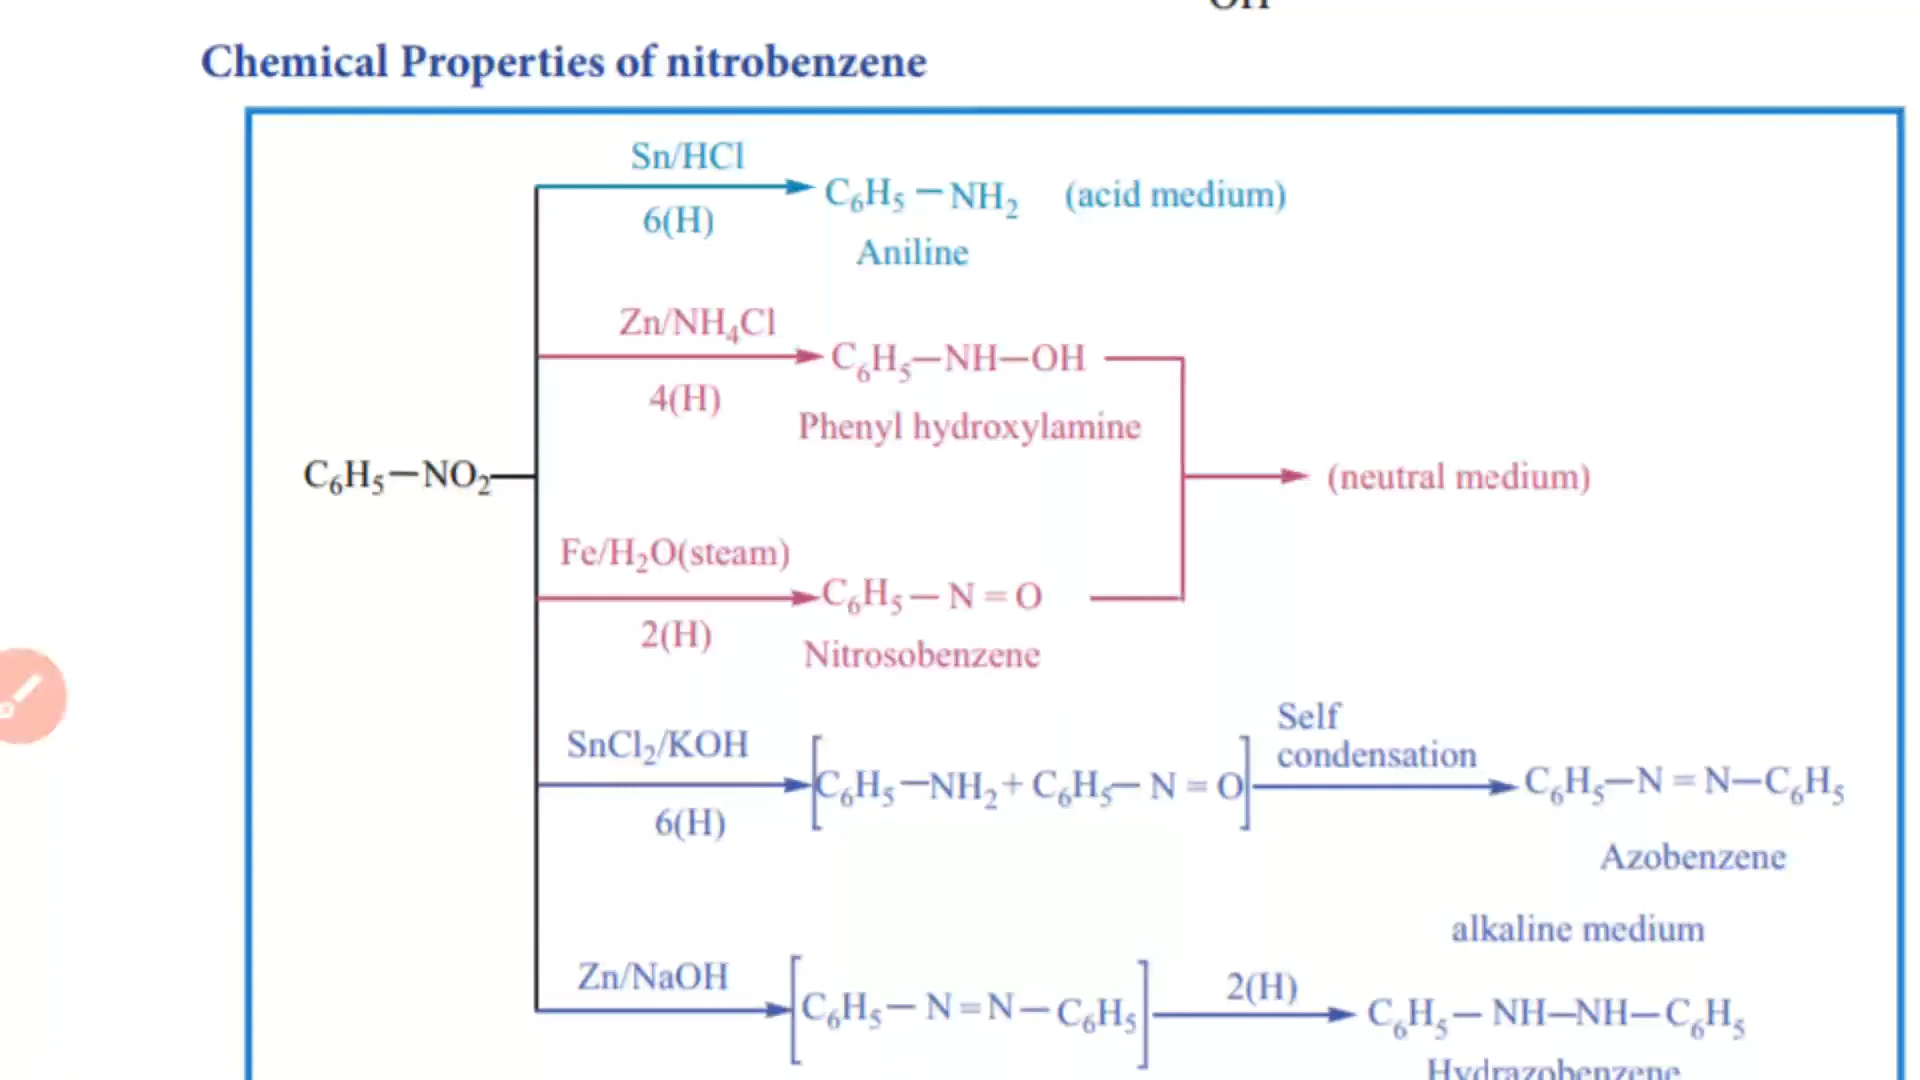 OH
Chemical Properties of nitrobenzene
Sn/HCl
6(H)
C₆H₅ — NH₂ (acid medium)
Aniline
Zn/NH₄Cl
4(H)
C₆H₅—NH—OH
Phenyl hydroxylamine
C₆H₅—NO₂
(neutral medium)
Fe/H₂O(steam)
2(H)
C₆H₅— N = O
Nitrosobenzene
SnCl₂/KOH
6(H)
C₆H₅—NH₂+ C₆H₅— N = O
Self
condensation
C₆H₅—N = N—C₆H₅
Azobenzene
alkaline medium
Zn/NaOH
[C₆H₅— N=N—C₆H₅]
2(H)
C₆H₅— NH—NH—C₆H₅
Hydrazobenzene